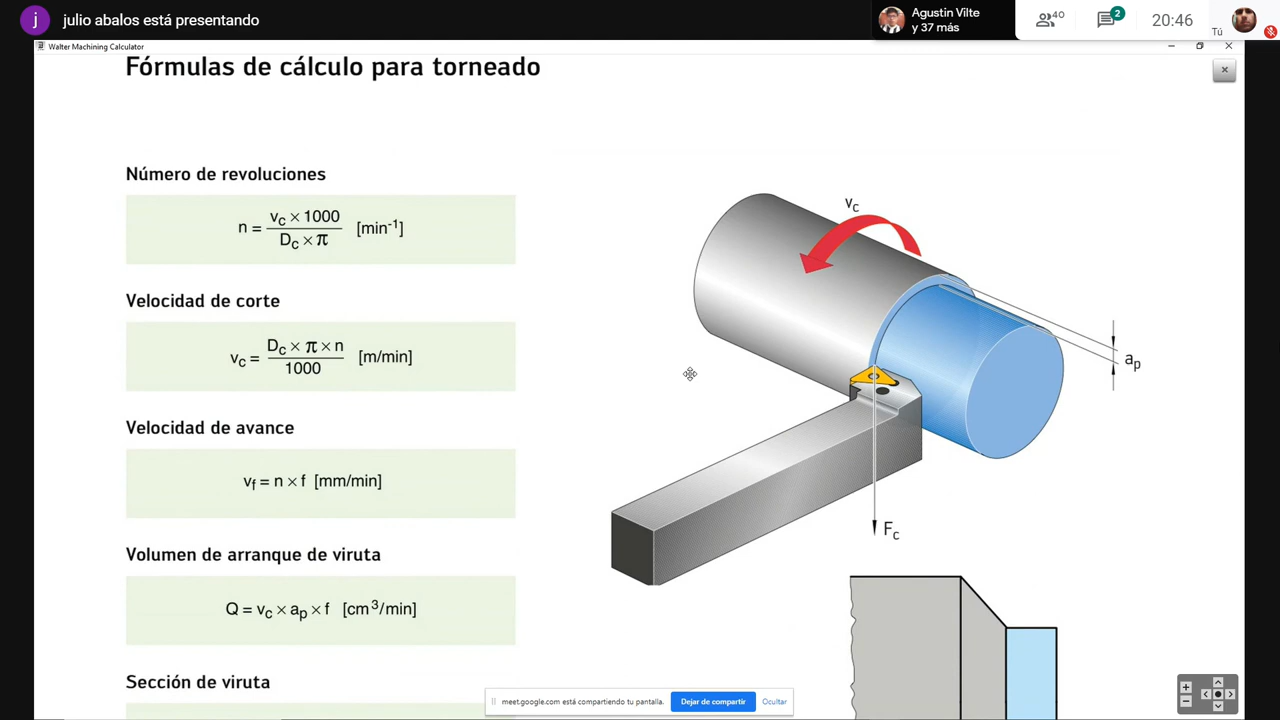 j
julio abalos está presentando
Agustin Vilte
y 37 más
40
2
20:46
Tú
Walter Machining Calculator
Fórmulas de cálculo para torneado
Número de revoluciones
n = vc × 1000 / Dc × π [min-1]
Velocidad de corte
vc = Dc × π × n / 1000 [m/min]
Velocidad de avance
vf = n × f [mm/min]
Volumen de arranque de viruta
Q = vc × ap × f [cm3/min]
Sección de viruta
vc
ap
Fc
meet.google.com está compartiendo tu pantalla.
Dejar de compartir
Ocultar